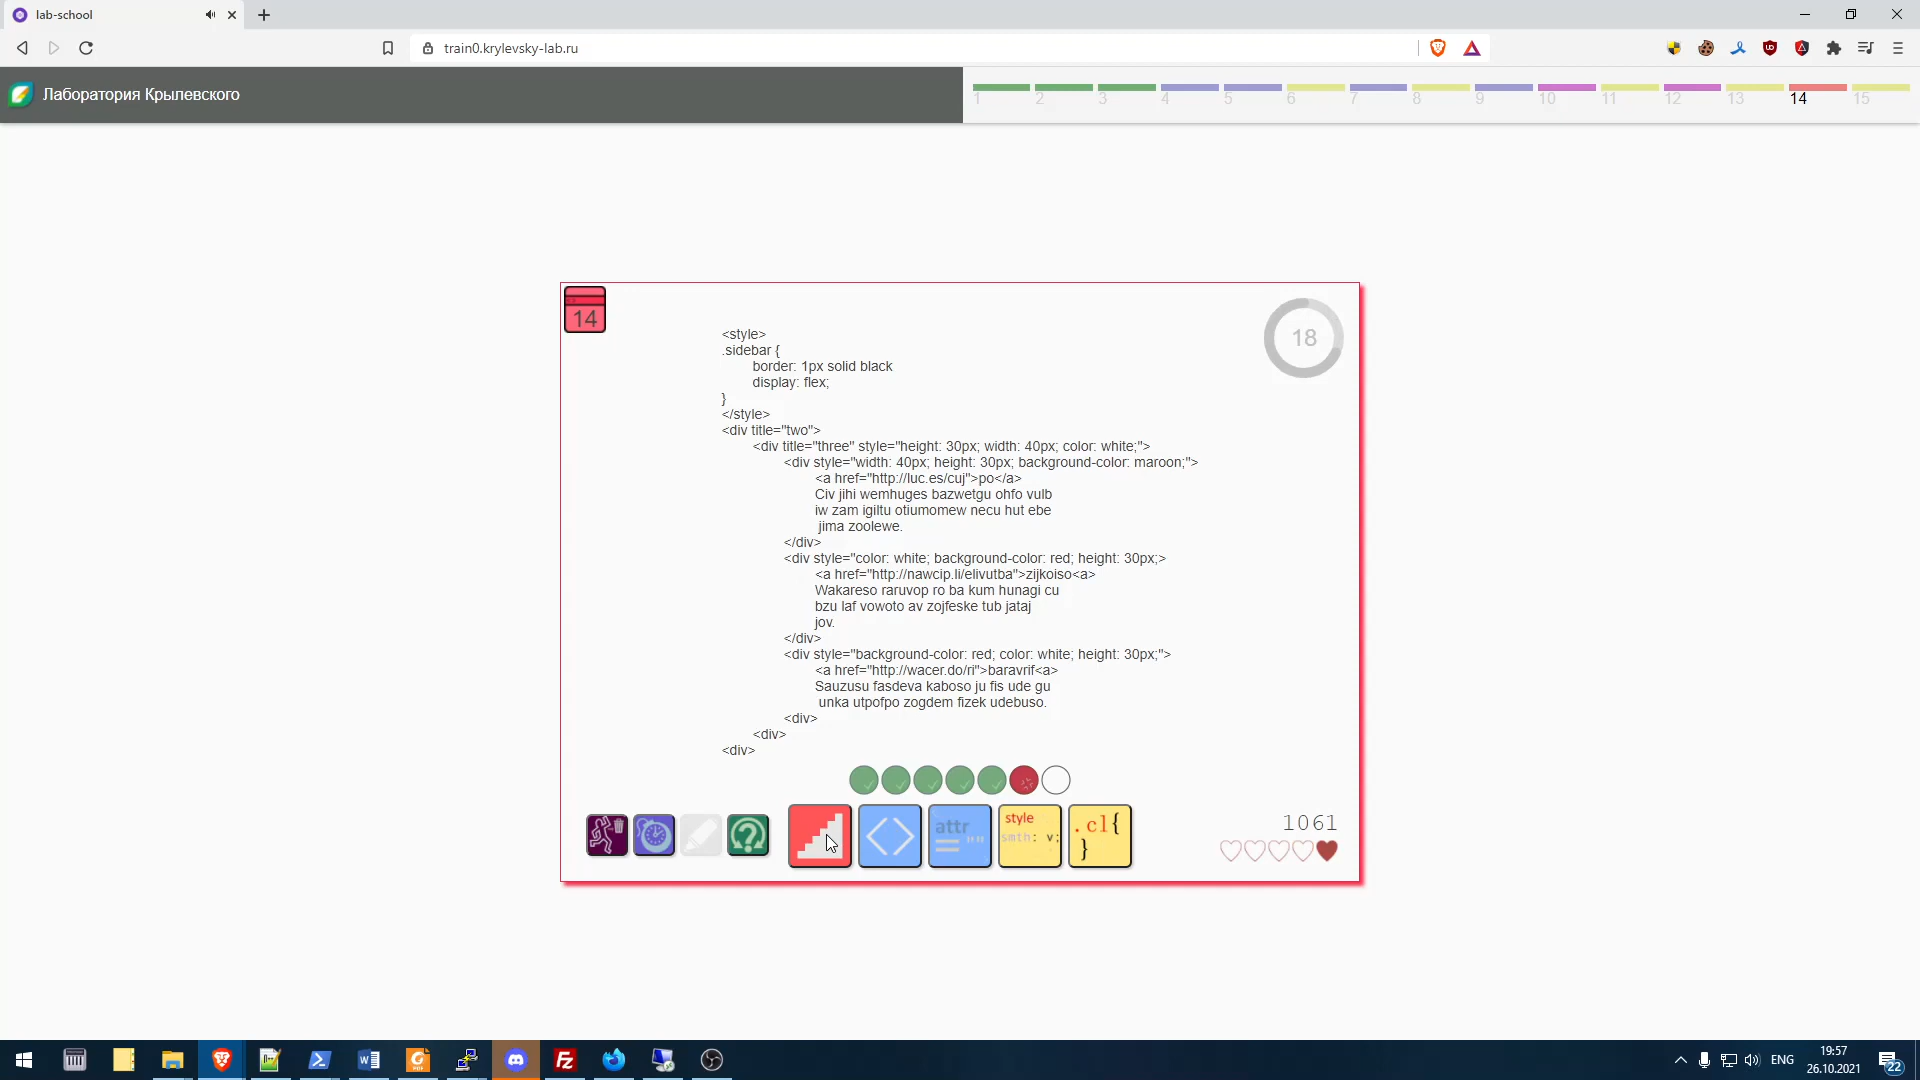 lab-school
train0.krylevsky-lab.ru
Лаборатория Крылевского
1 2 3 4 5 6 7 8 9 10 11 12 13 14 15
14
18
<style>
.sidebar {
border: 1px solid black
display: flex;
}
</style>
<div title="two">
<div title="three" style="height: 30px; width: 40px; color: white;">
<div style="width: 40px; height: 30px; background-color: maroon;">
<a href="http://luc.es/cuj">po</a>
Civ jihi wemhuges bazwetgu ohfo vulb
iw zam igiltu otiumomew necu hut ebe
jima zoolewe.
</div>
<div style="color: white; background-color: red; height: 30px;>
<a href="http://nawcip.li/elivutba">zijkoiso<a>
Wakareso raruvop ro ba kum hunagi cu
bzu laf vowoto av zojfeske tub jataj
jov.
</div>
<div style="background-color: red; color: white; height: 30px;">
<a href="http://wacer.do/ri">baravrif<a>
Sauzusu fasdeva kaboso ju fis ude gu
unka utpofpo zogdem fizek udebuso.
<div>
<div>
<div>
<> attr = "" style smth: v; .cl{ }
1061
ENG
19:57
26.10.2021
22